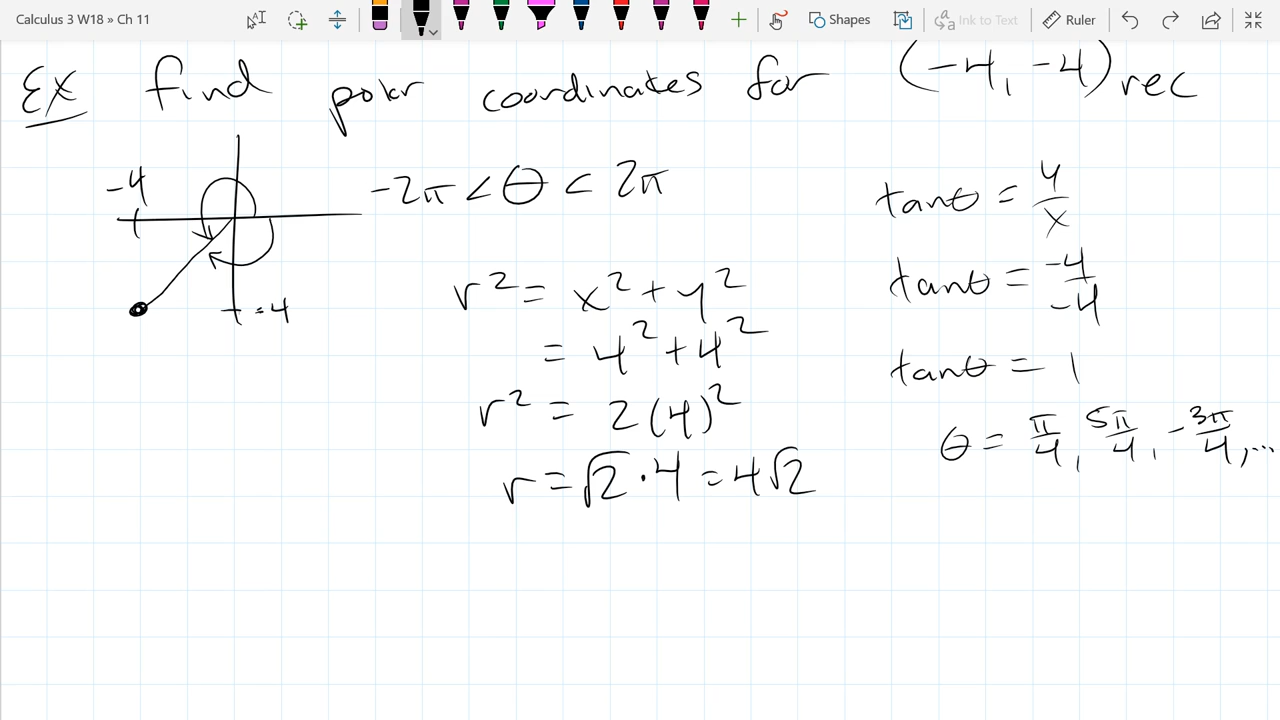 Calculus 3 W18 » Ch 11
Shapes
Link to Text
Ruler
EX find polar coordinates for (-4, -4) rec
-4
-4
-2π < θ < 2π
r² = x² + y²
= 4² + 4²
r² = 2(4)²
r = √2 · 4 = 4√2
tanθ = y/x
tanθ = -4/-4
tanθ = 1
θ = π/4, 5π/4, -3π/4, ...